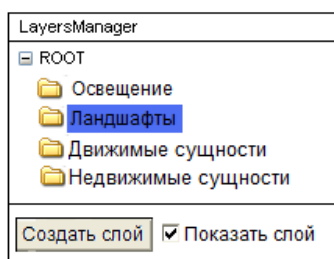 LayersManager
ROOT
Освещение
Ландшафты
Движимые сущности
Недвижимые сущности
Создать слой Показать слой